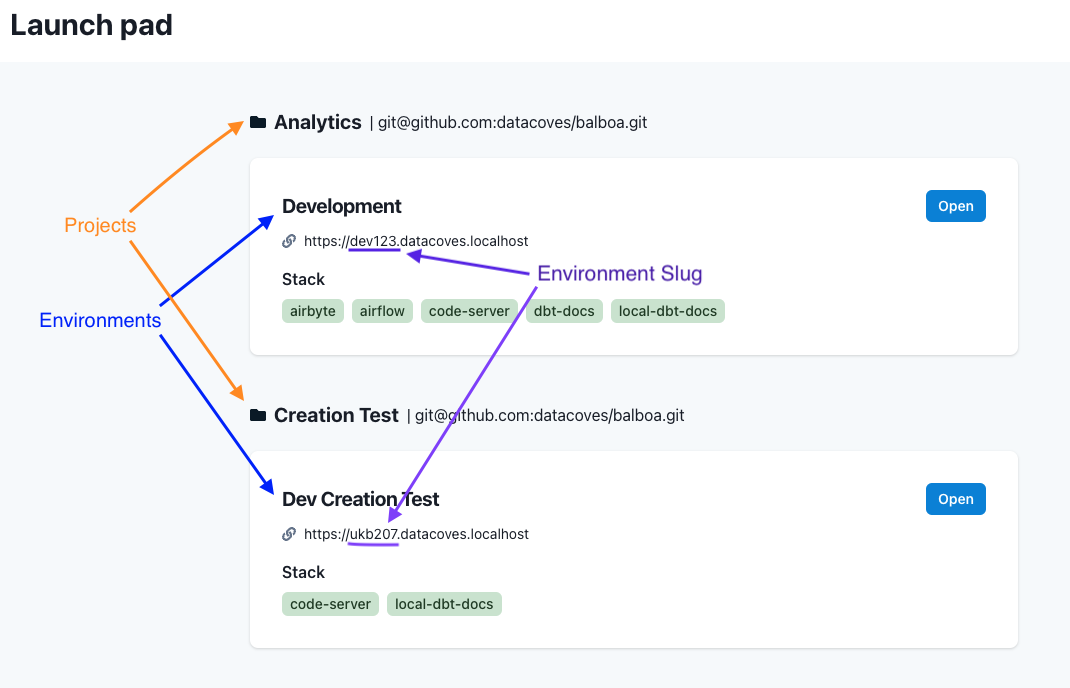 Launch pad
Analytics | git@github.com:datacoves/balboa.git
Projects
Development
Open
https://dev123.datacoves.localhost
Environment Slug
Stack
airbyte airflow code-server dbt-docs local-dbt-docs
Environments
Creation Test | git@github.com:datacoves/balboa.git
Dev Creation Test
Open
https://ukb207.datacoves.localhost
Stack
code-server local-dbt-docs